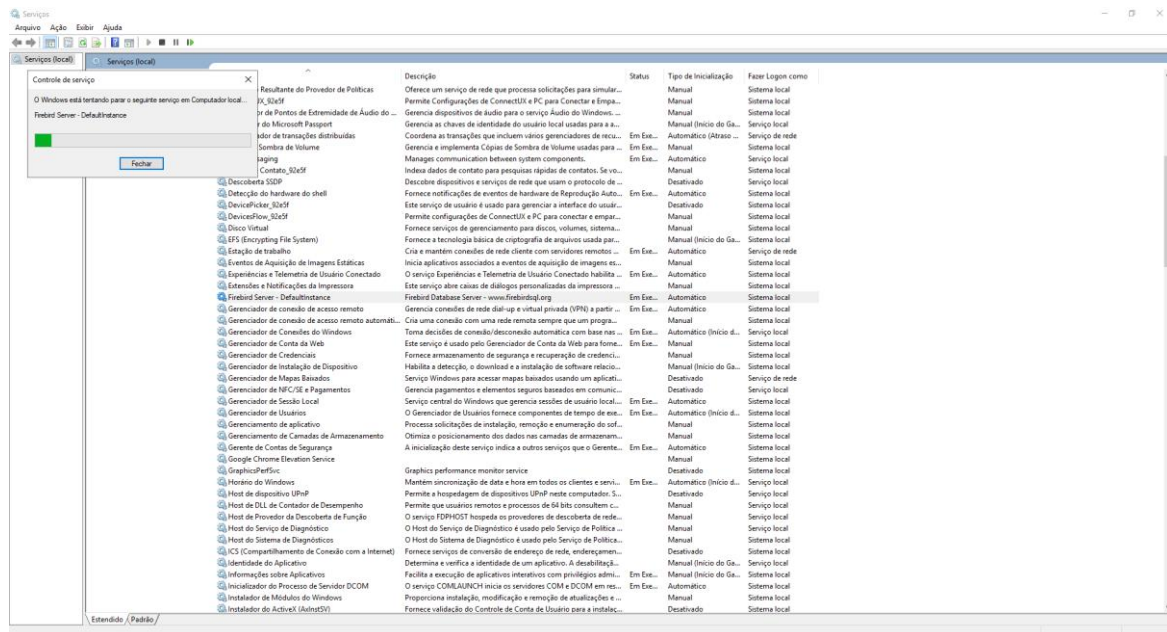 Serviços
Arquivo Ação Exibir Ajuda
Serviços (local)
Serviços (local)
Controle de serviço
O Windows está tentando parar o seguinte serviço em Computador local...
Firebird Server - DefaultInstance
Fechar
Descrição Status Tipo de Inicialização Fazer Logon como
Resultante do Provedor de Políticas Oferece um serviço de rede que processa solicitações para simular... Manual Sistema local
UX_92e5f Permite Configurações de ConnectUX e PC para Conectar e Empa... Manual Sistema local
or de Pontos de Extremidade de Áudio do ... Gerencia dispositivos de áudio para o serviço Áudio do Windows. ... Manual Sistema local
do Microsoft Passport Gerencia as chaves de identidade do usuário local usadas para a a... Manual (Início do Ga... Serviço local
ador de transações distribuídas Coordena as transações que incluem vários gerenciadores de recu... Em Exe... Automático (Atraso ... Serviço de rede
Sombra de Volume Gerencia e implementa Cópias de Sombra de Volume usadas para ... Em Exe... Manual Sistema local
saging Manages communication between system components. Em Exe... Automático Serviço local
Contato_92e5f Indexa dados de contato para pesquisas rápidas de contatos. Se vo... Manual Sistema local
Descoberta SSDP Descobre dispositivos e serviços de rede que usam o protocolo de ... Desativado Serviço local
Detecção do hardware do shell Fornece notificações de eventos de hardware de Reprodução Auto... Em Exe... Automático Sistema local
DevicePicker_92e5f Este serviço de usuário é usado para gerenciar a interface do usuár... Desativado Sistema local
DevicesFlow_92e5f Permite configurações de ConnectUX e PC para conectar e empar... Manual Sistema local
Disco Virtual Fornece serviços de gerenciamento para discos, volumes, sistema... Manual Sistema local
EFS (Encrypting File System) Fornece a tecnologia básica de criptografia de arquivos usada par... Manual (Início do Ga... Sistema local
Estação de trabalho Cria e mantém conexões de rede cliente com servidores remotos ... Em Exe... Automático Serviço de rede
Eventos de Aquisição de Imagens Estáticas Inicia aplicativos associados a eventos de aquisição de imagens es... Manual Sistema local
Experiências e Telemetria de Usuário Conectado O serviço Experiências e Telemetria de Usuário Conectado habilita ... Em Exe... Automático Sistema local
Extensões e Notificações da Impressora Este serviço abre caixas de diálogos personalizadas da impressora ... Manual Sistema local
Firebird Server - DefaultInstance Firebird Database Server - www.firebirdsql.org Em Exe... Automático Sistema local
Gerenciador de conexão de acesso remoto Gerencia conexões de rede dial-up e virtual privada (VPN) a partir ... Em Exe... Automático Sistema local
Gerenciador de conexão de acesso remoto automáti... Cria uma conexão com uma rede remota sempre que um progra... Manual Sistema local
Gerenciador de Conexões do Windows Toma decisões de conexão/desconexão automática com base nas ... Em Exe... Automático (Início d... Serviço local
Gerenciador de Conta da Web Este serviço é usado pelo Gerenciador de Conta da Web para forne... Em Exe... Manual Sistema local
Gerenciador de Credenciais Fornece armazenamento de segurança e recuperação de credenci... Manual Sistema local
Gerenciador de Instalação de Dispositivo Habilita a detecção, o download e a instalação de software relacio... Manual (Início do Ga... Sistema local
Gerenciador de Mapas Baixados Serviço Windows para acessar mapas baixados usando um aplicati... Desativado Serviço de rede
Gerenciador de NFC/SE e Pagamentos Gerencia pagamentos e elementos seguros baseados em comunic... Desativado Serviço local
Gerenciador de Sessão Local Serviço central do Windows que gerencia sessões de usuário local.... Em Exe... Automático Sistema local
Gerenciador de Usuários O Gerenciador de Usuários fornece componentes de tempo de exe... Em Exe... Automático (Início d... Sistema local
Gerenciamento de aplicativo Processa solicitações de instalação, remoção e enumeração do sof... Manual Sistema local
Gerenciamento de Camadas de Armazenamento Otimiza o posicionamento dos dados nas camadas de armazenam... Manual Sistema local
Gerente de Contas de Segurança A inicialização deste serviço indica a outros serviços que o Gerente... Em Exe... Automático Sistema local
Google Chrome Elevation Service Manual Sistema local
GraphicsPerfSvc Graphics performance monitor service Desativado Sistema local
Horário do Windows Mantém sincronização de data e hora em todos os clientes e servi... Em Exe... Automático (Início d... Serviço local
Host de dispositivo UPnP Permite a hospedagem de dispositivos UPnP neste computador. S... Desativado Serviço local
Host de DLL de Contador de Desempenho Permite que usuários remotos e processos de 64 bits consultem c... Manual Serviço local
Host de Provedor da Descoberta de Função O serviço FDPHOST hospeda os provedores de descoberta de rede... Manual Serviço local
Host do Serviço de Diagnóstico O Host do Serviço de Diagnóstico é usado pelo Serviço de Política ... Manual Serviço local
Host do Sistema de Diagnósticos O Host do Sistema de Diagnóstico é usado pelo Serviço de Política... Manual Sistema local
ICS (Compartilhamento de Conexão com a Internet) Fornece serviços de conversão de endereço de rede, endereçamen... Desativado Sistema local
Identidade do Aplicativo Determina e verifica a identidade de um aplicativo. A desabilitaçã... Manual (Início do Ga... Serviço local
Informações sobre Aplicativos Facilita a execução de aplicativos interativos com privilégios admi... Em Exe... Manual (Início do Ga... Sistema local
Inicializador do Processo de Servidor DCOM O serviço COMLAUNCH inicia os servidores COM e DCOM em res... Em Exe... Automático Sistema local
Instalador de Módulos do Windows Proporciona instalação, modificação e remoção de atualizações e ... Manual Sistema local
Instalador do ActiveX (AxInstSV) Fornece validação do Controle de Conta de Usuário para a instalaç... Desativado Sistema local
Estendido Padrão